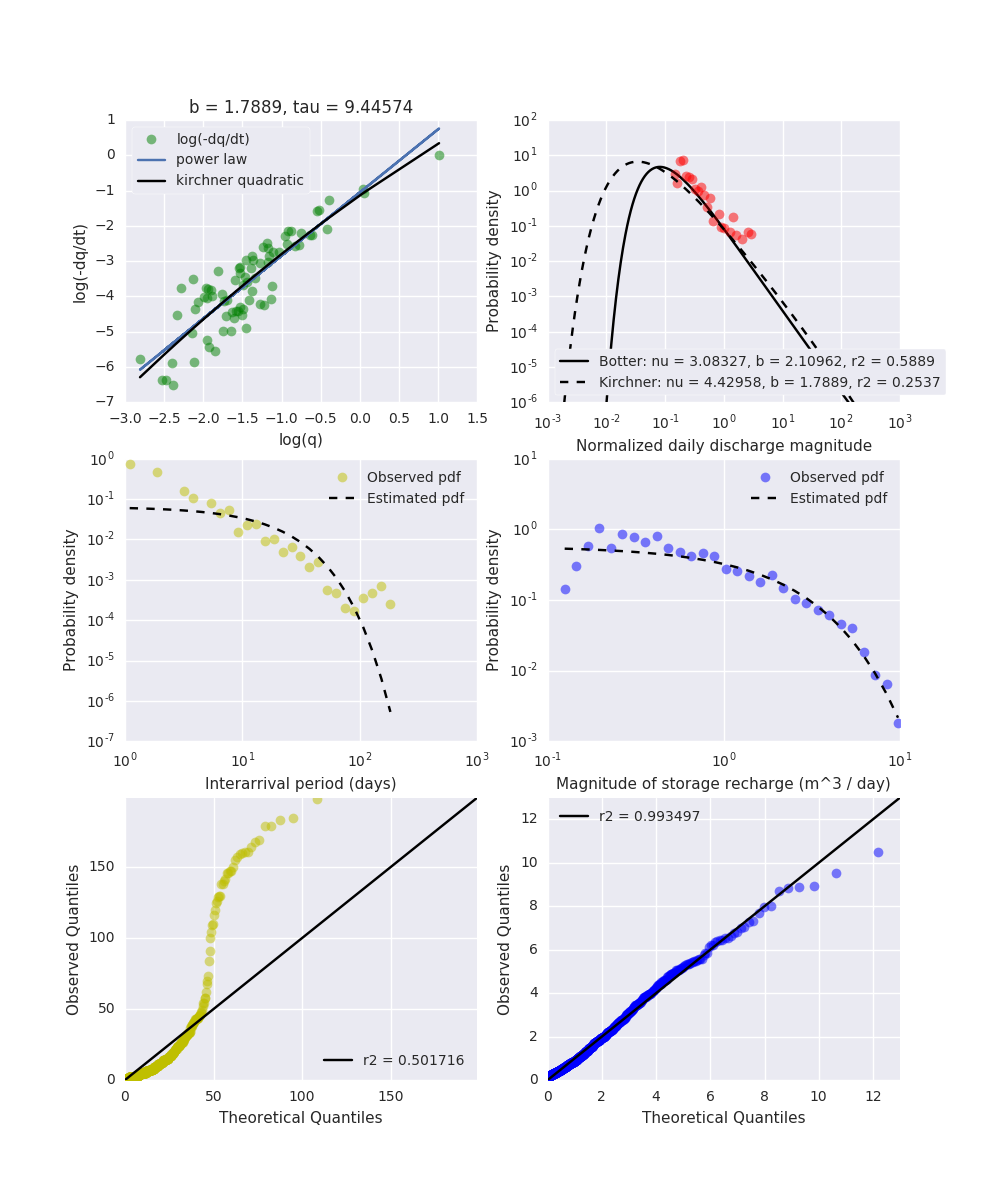 b = 1.7889, tau = 9.44574
log(-dq/dt)
power law
kirchner quadratic
1
0
−1
−2
−3
−4
−5
−6
−7
log(-dq/dt)
−3.0 −2.5 −2.0 −1.5 −1.0 −0.5 0.0 0.5 1.0 1.5
log(q)
10^2
10^1
10^0
10^-1
10^-2
10^-3
10^-4
10^-5
10^-6
Probability density
Botter: nu = 3.08327, b = 2.10962, r2 = 0.5889
Kirchner: nu = 4.42958, b = 1.7889, r2 = 0.2537
10^-3 10^-2 10^-1 10^0 10^1 10^2 10^3
Normalized daily discharge magnitude
10^0
10^-1
10^-2
10^-3
10^-4
10^-5
10^-6
10^-7
Probability density
Observed pdf
Estimated pdf
10^0 10^1 10^2 10^3
Interarrival period (days)
10^1
10^0
10^-1
10^-2
10^-3
Probability density
Observed pdf
Estimated pdf
10^-1 10^0 10^1
Magnitude of storage recharge (m^3 / day)
150
100
50
0
Observed Quantiles
r2 = 0.501716
0 50 100 150
Theoretical Quantiles
12
10
8
6
4
2
0
Observed Quantiles
r2 = 0.993497
0 2 4 6 8 10 12
Theoretical Quantiles